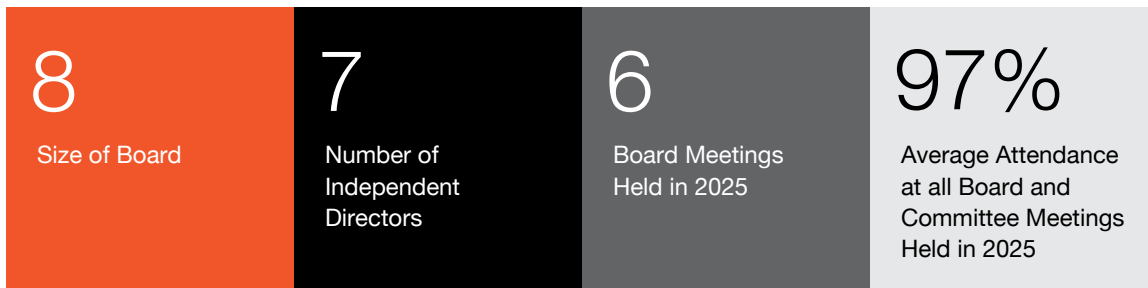 8
Size of Board
7
Number of
Independent
Directors
6
Board Meetings
Held in 2025
97%
Average Attendance
at all Board and
Committee Meetings
Held in 2025